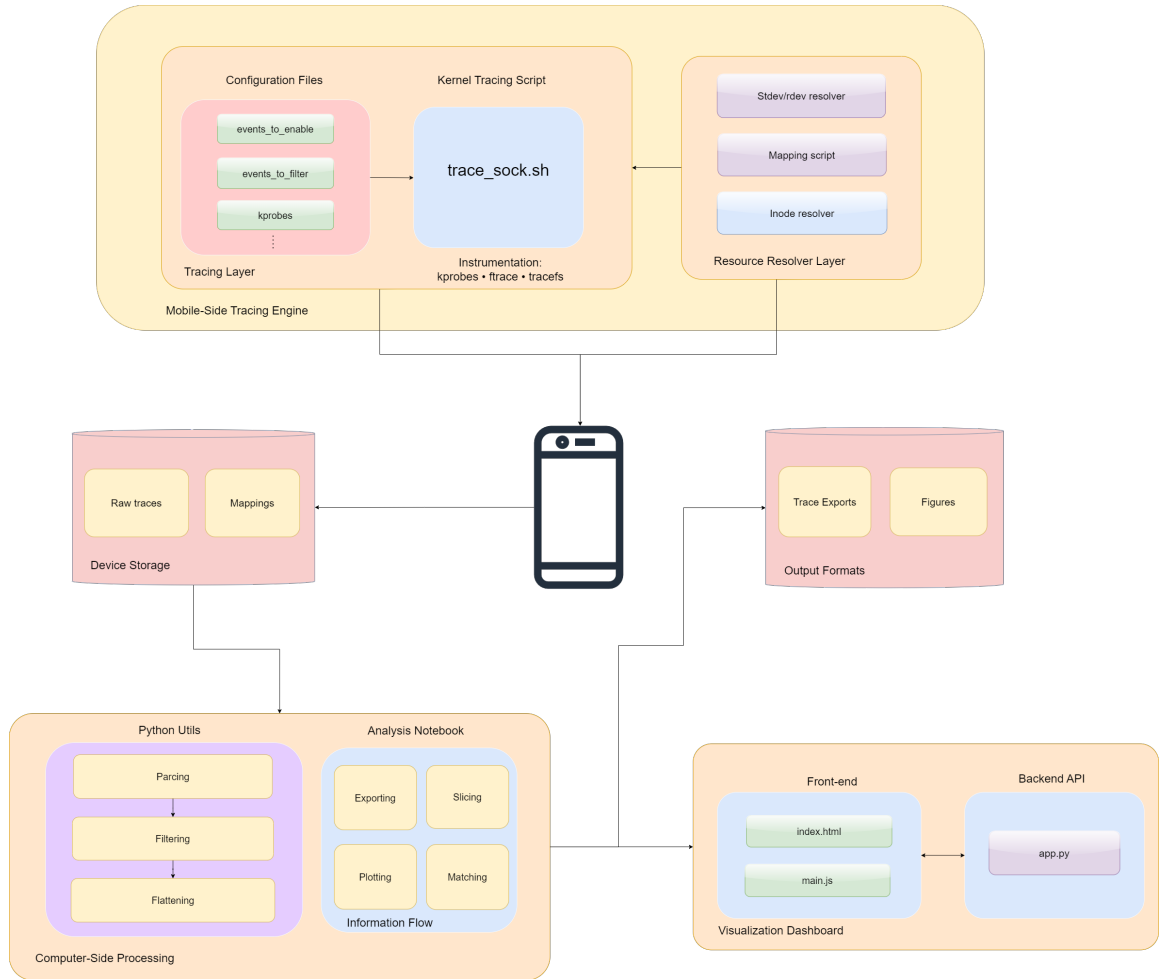 Configuration Files
Kernel Tracing Script
events_to_enable
events_to_filter
kprobes
trace_sock.sh
Instrumentation:
kprobes • ftrace • tracefs
Tracing Layer
Stdev/rdev resolver
Mapping script
Inode resolver
Resource Resolver Layer
Mobile-Side Tracing Engine
Raw traces
Mappings
Device Storage
Trace Exports
Figures
Output Formats
Python Utils
Parcing
Filtering
Flattening
Analysis Notebook
Exporting
Slicing
Plotting
Matching
Information Flow
Computer-Side Processing
Front-end
index.html
main.js
Backend API
app.py
Visualization Dashboard